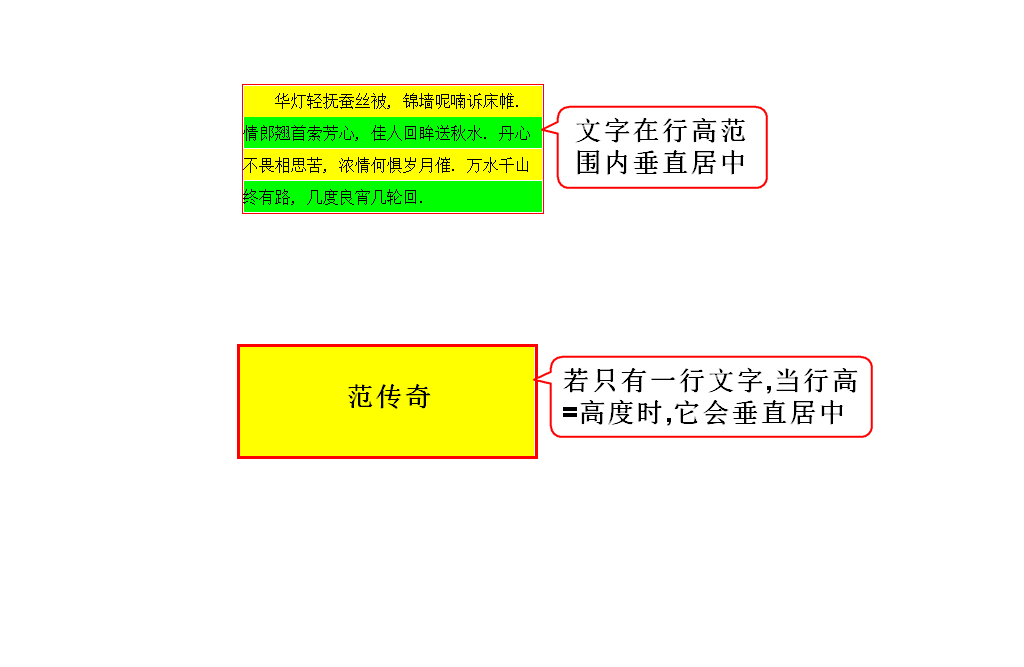 华灯轻抚蚕丝被, 锦墙呢喃诉床帷.
情郎翘首索芳心, 佳人回眸送秋水. 丹心
不畏相思苦, 浓情何惧岁月催. 万水千山
终有路, 几度良宵几轮回.
文字在行高范
围内垂直居中
范传奇
若只有一行文字,当行高
=高度时,它会垂直居中